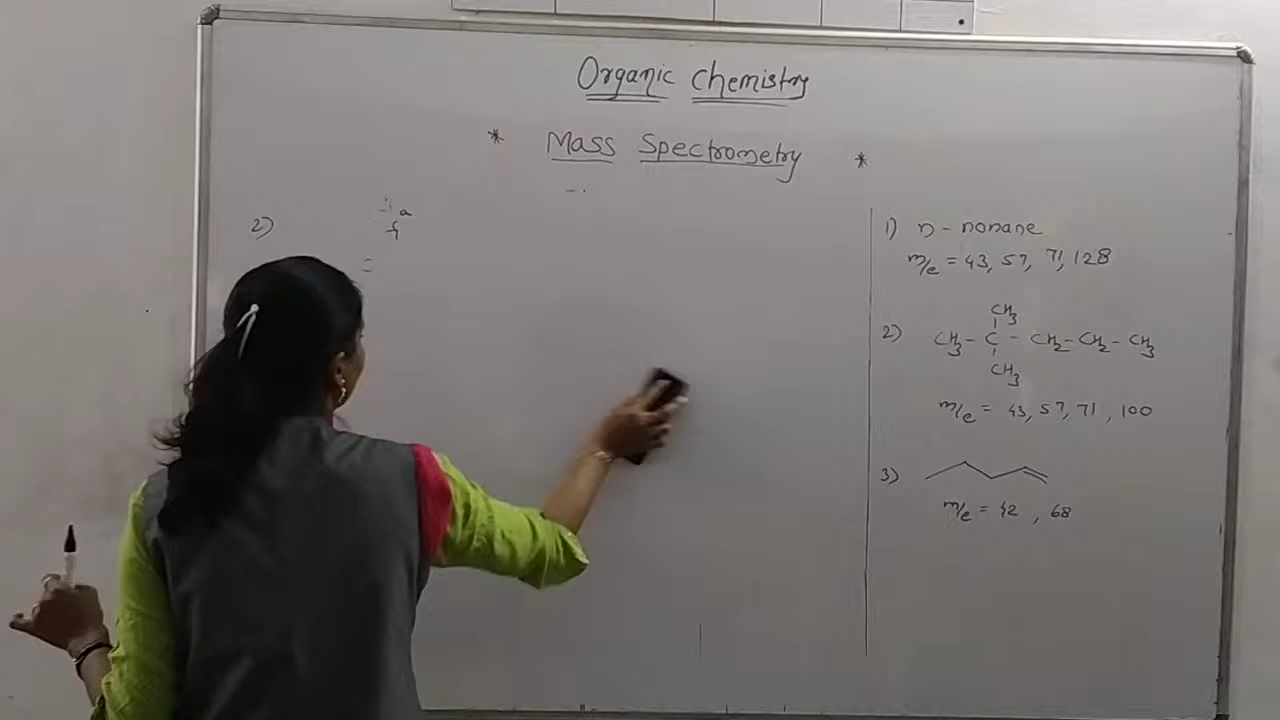 Organic Chemistry
* Mass Spectrometry *
2)
1) n - nonane
m/e = 43, 57, 71, 128
2) CH3 - C - CH2 - CH2 - CH3
CH3
CH3
m/e = 43, 57, 71, 100
3)
m/e = 42, 68